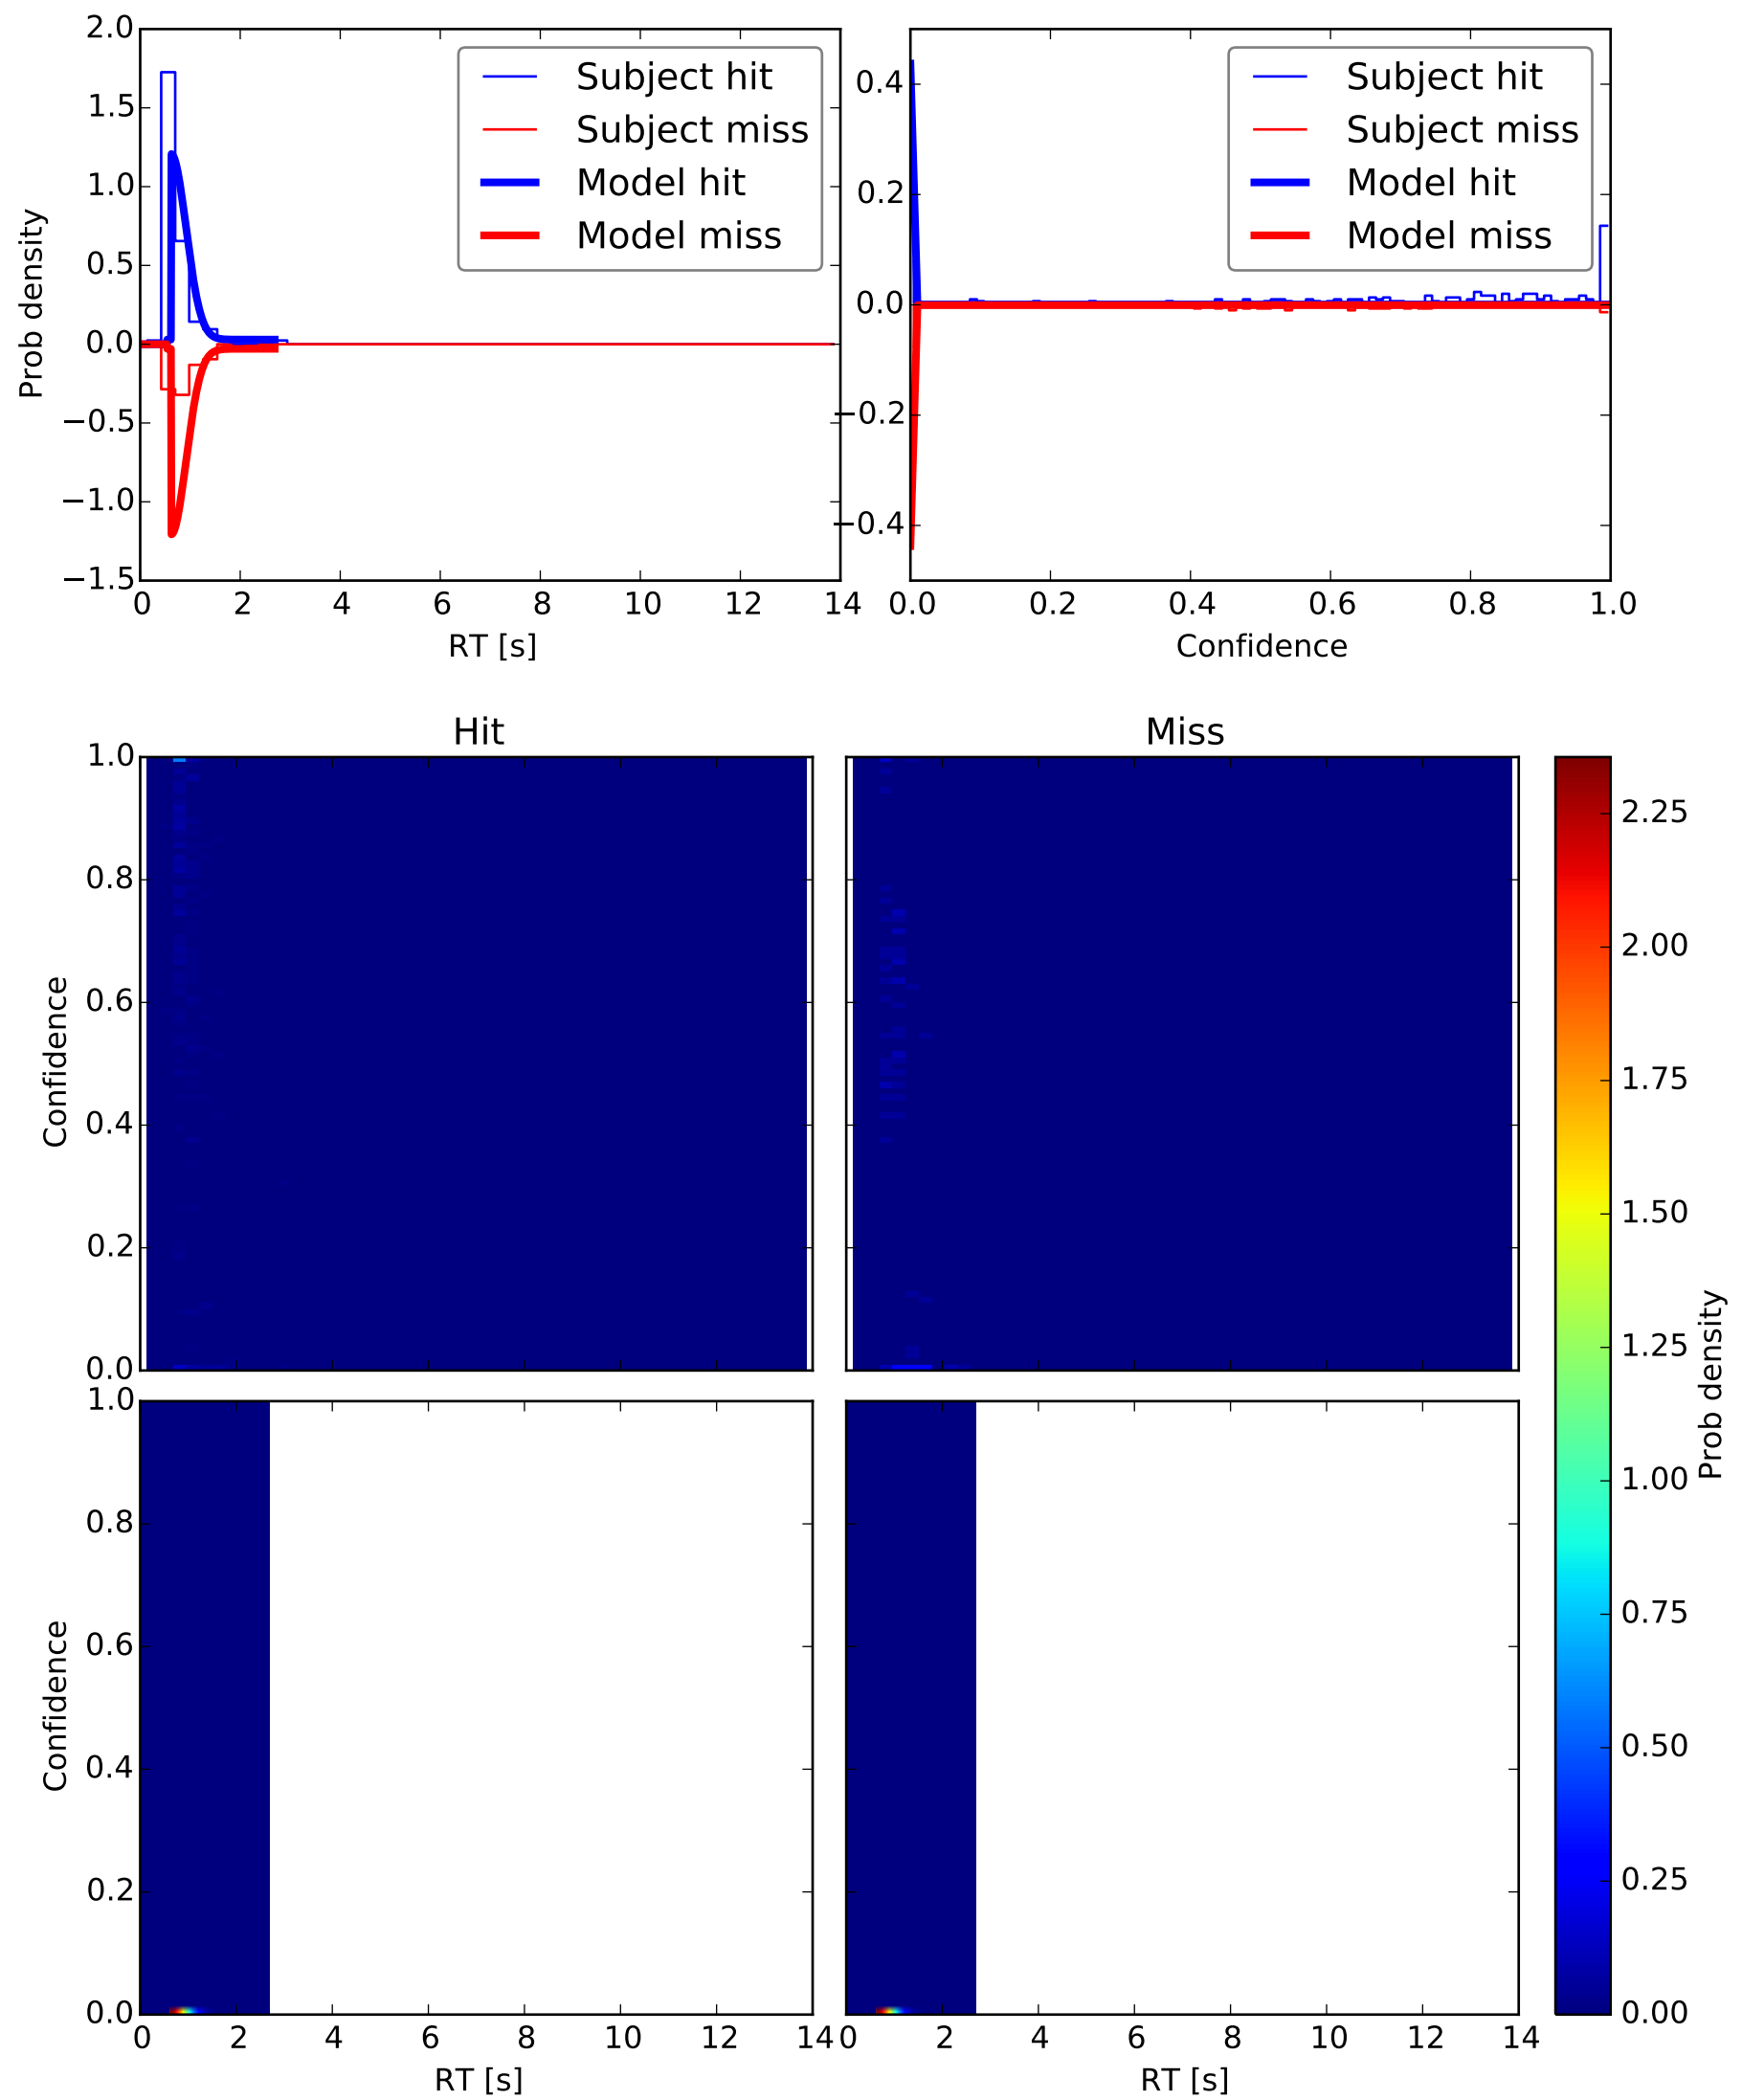 2.0
1.5
1.0
0.5
0.0
−0.5
−1.0
−1.5
Prob density
0 2 4 6 8 10 12 14
RT [s]
Subject hit
Subject miss
Model hit
Model miss
0.4
0.2
0.0
−0.2
−0.4
0.0 0.2 0.4 0.6 0.8 1.0
Confidence
Subject hit
Subject miss
Model hit
Model miss
Hit
1.0
0.8
0.6
0.4
0.2
0.0
Confidence
Miss
1.0
0.8
0.6
0.4
0.2
0.0
Confidence
0 2 4 6 8 10 12 14
RT [s]
0 2 4 6 8 10 12 14
RT [s]
2.25
2.00
1.75
1.50
1.25
1.00
0.75
0.50
0.25
0.00
Prob density